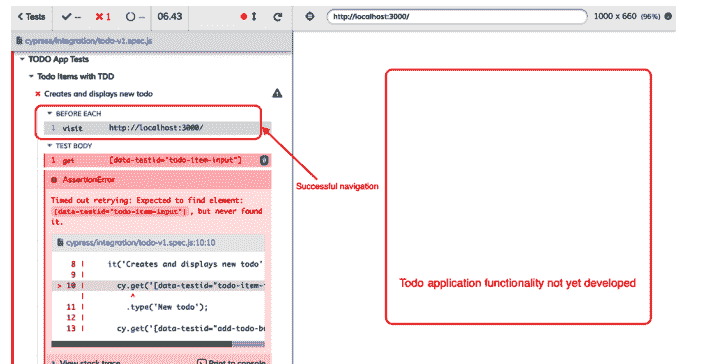 < Tests ✓ -- ✗ 1 -- 06.43 http://localhost:3000/ 1000 x 660 (96%)
cypress/integration/todo-v1.spec.js
TODO App Tests
Todo Items with TDD
Creates and displays new todo
BEFORE EACH
1 visit http://localhost:3000/
TEST BODY
1 get [data-testid="todo-item-input"] 0
AssertionError
Successful navigation
Timed out retrying: Expected to find element:
[data-testid="todo-item-input"], but never found
it.
cypress/integration/todo-v1.spec.js:10:10
8 | it('Creates and displays new todo'
9 |
> 10 | cy.get('[data-testid="todo-item-
| ^
11 | .type('New todo');
12 |
13 | cy.get('[data-testid="add-todo-b
Todo application functionality not yet developed
> View stack trace Print to console